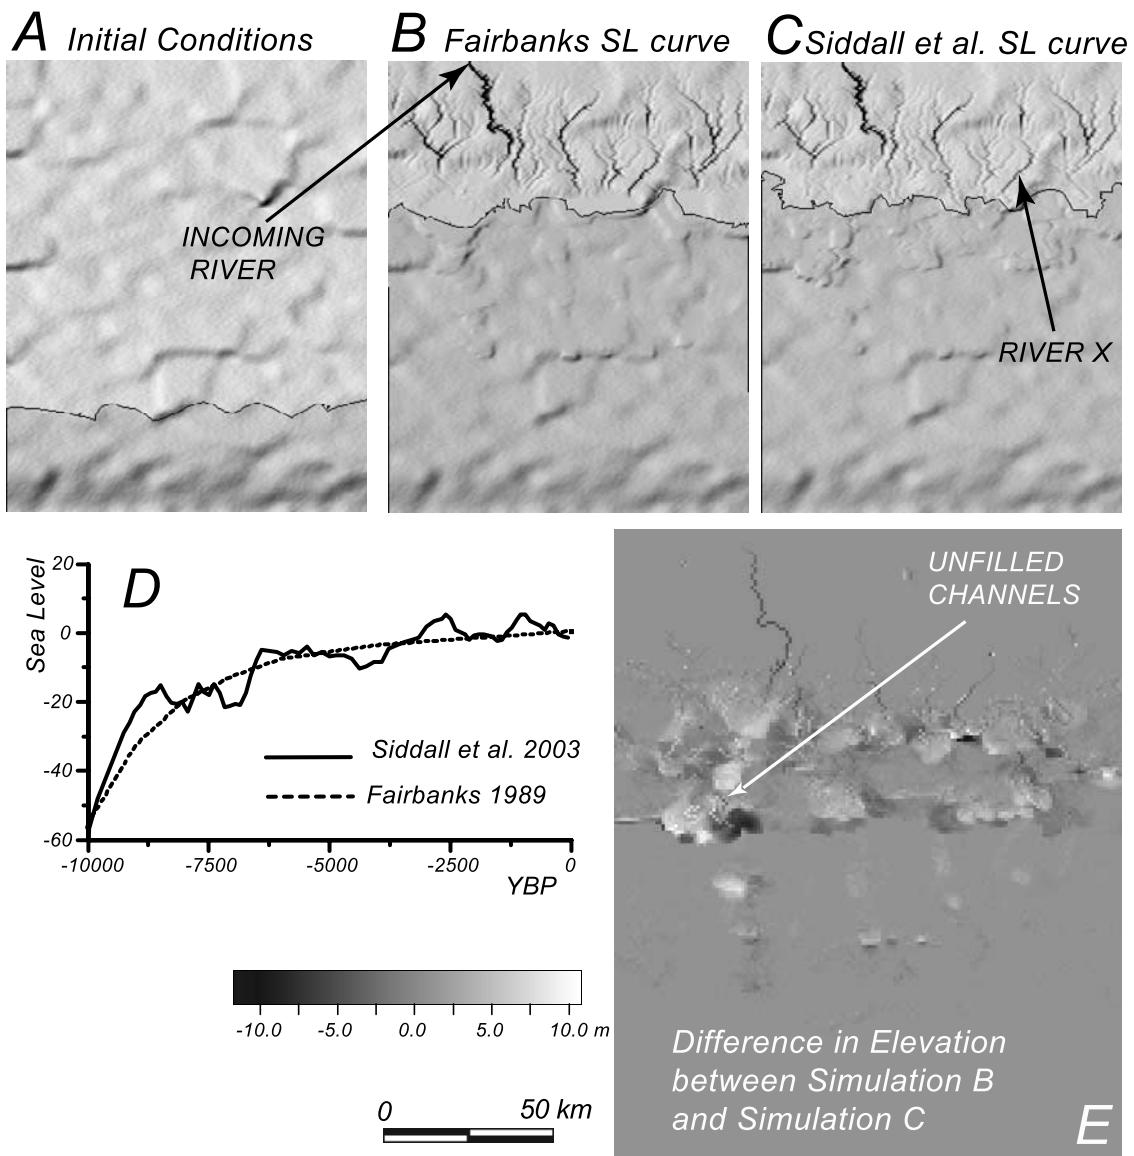 A Initial Conditions
B Fairbanks SL curve
C Siddall et al. SL curve
INCOMING
RIVER
RIVER X
D
Sea Level
20
0
-20
-40
-60
-10000 -7500 -5000 -2500 0
YBP
Siddall et al. 2003
Fairbanks 1989
UNFILLED
CHANNELS
-10.0 -5.0 0.0 5.0 10.0 m
0 50 km
Difference in Elevation
between Simulation B
and Simulation C
E